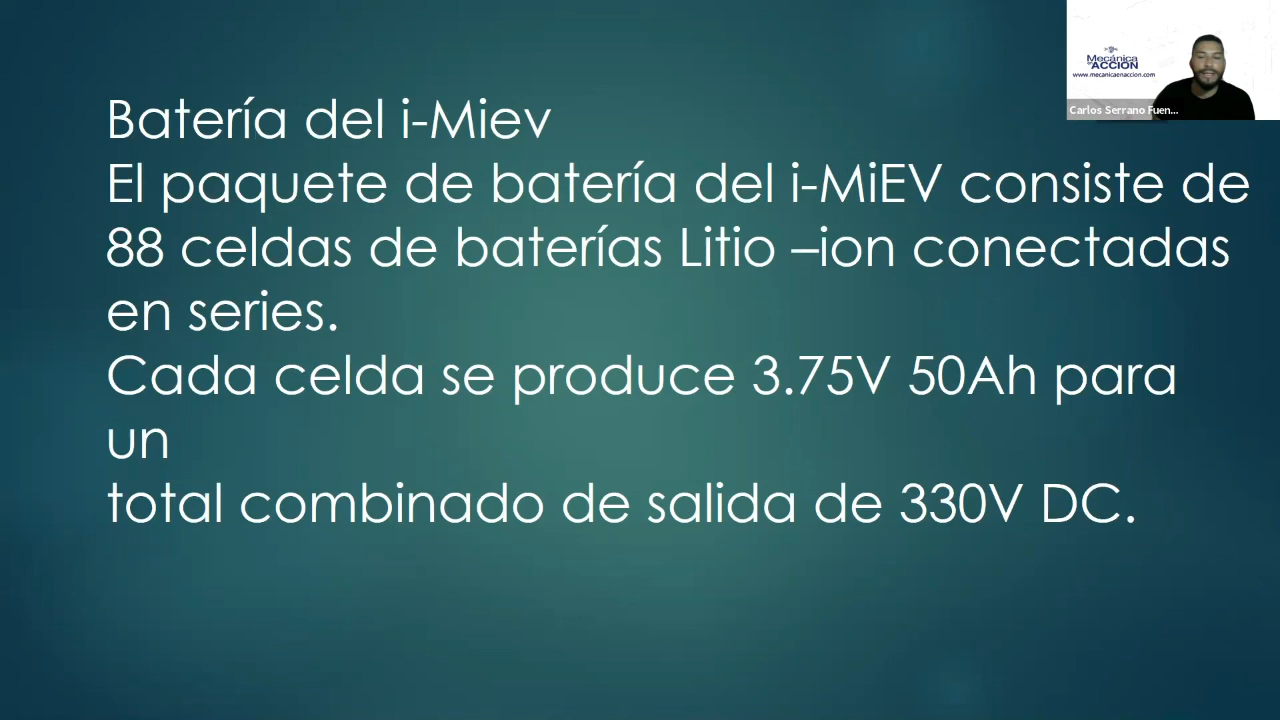 Batería del i-Miev
El paquete de batería del i-MiEV consiste de
88 celdas de baterías Litio –ion conectadas
en series.
Cada celda se produce 3.75V 50Ah para
un
total combinado de salida de 330V DC.
Mecánica
en ACCIÓN
www.mecanicaenaccion.com
Carlos Serrano Fuen...